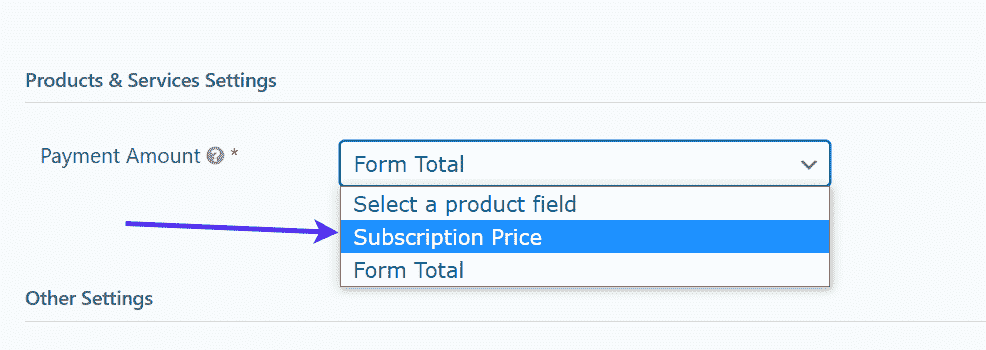 Products & Services Settings
Payment Amount *
Form Total
Select a product field
Subscription Price
Form Total
Other Settings